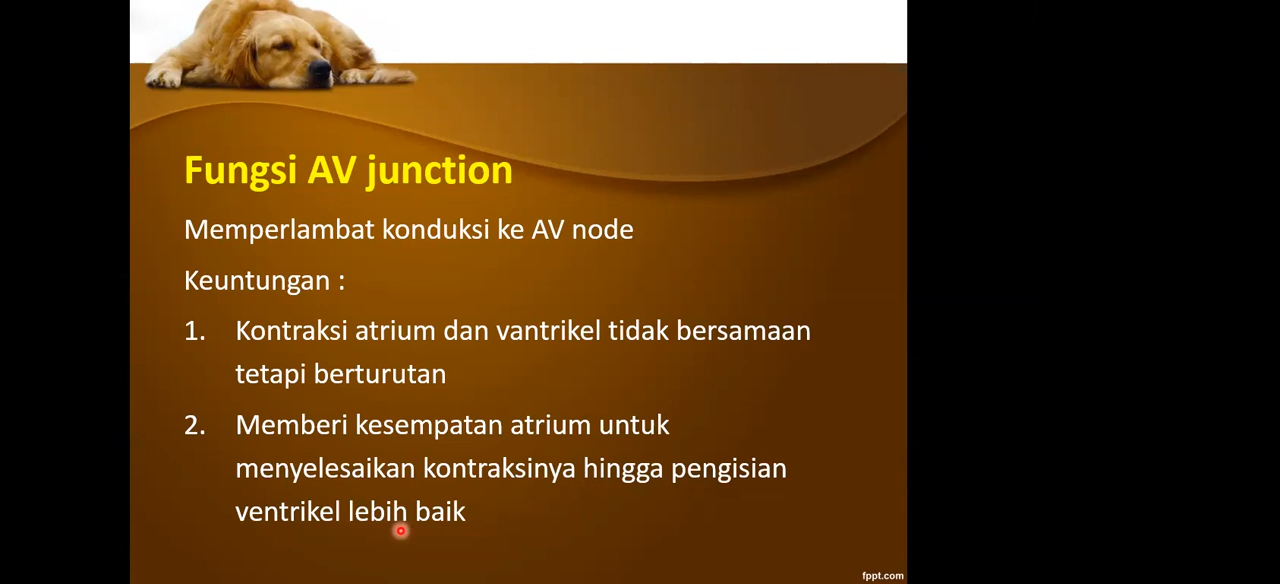 Fungsi AV junction
Memperlambat konduksi ke AV node
Keuntungan :
1. Kontraksi atrium dan vantrikel tidak bersamaan
tetapi berturutan
2. Memberi kesempatan atrium untuk
menyelesaikan kontraksinya hingga pengisian
ventrikel lebih baik
fppt.com